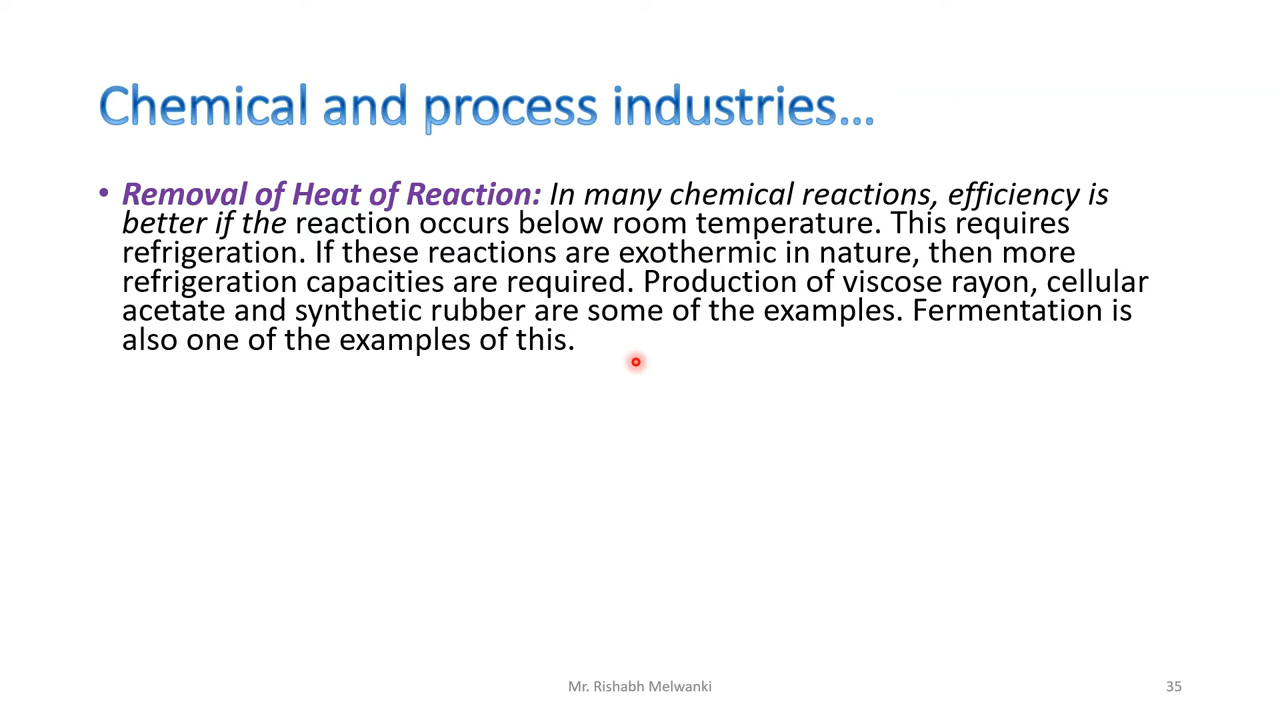 Chemical and process industries...
• Removal of Heat of Reaction: In many chemical reactions, efficiency is
better if the reaction occurs below room temperature. This requires
refrigeration. If these reactions are exothermic in nature, then more
refrigeration capacities are required. Production of viscose rayon, cellular
acetate and synthetic rubber are some of the examples. Fermentation is
also one of the examples of this.
Mr. Rishabh Melwanki
35